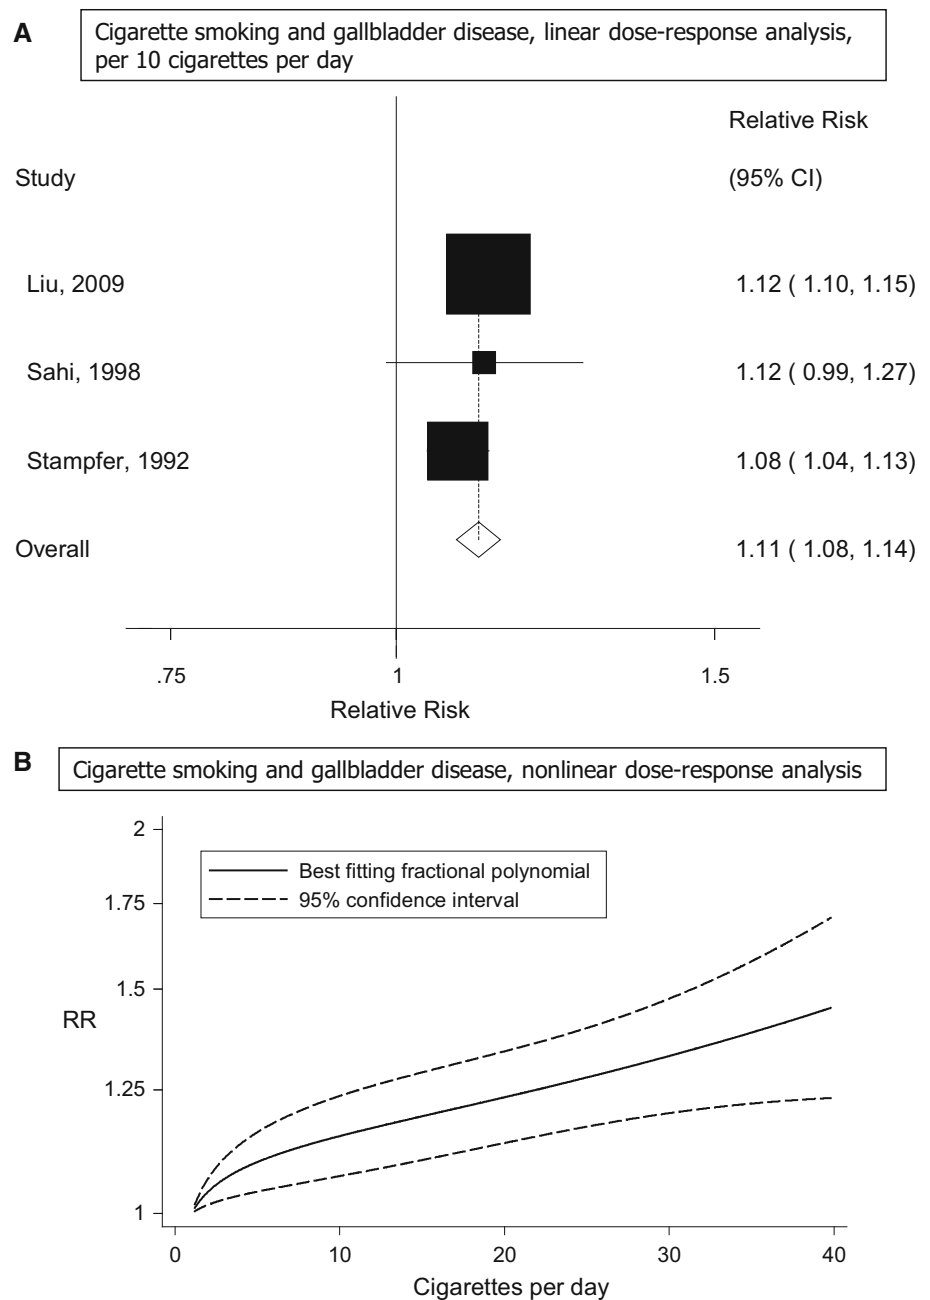 A
Cigarette smoking and gallbladder disease, linear dose-response analysis,
per 10 cigarettes per day
Relative Risk
Study (95% CI)
Liu, 2009 1.12 ( 1.10, 1.15)
Sahi, 1998 1.12 ( 0.99, 1.27)
Stampfer, 1992 1.08 ( 1.04, 1.13)
Overall 1.11 ( 1.08, 1.14)
.75 1 1.5
Relative Risk
B
Cigarette smoking and gallbladder disease, nonlinear dose-response analysis
2
Best fitting fractional polynomial
95% confidence interval
1.75
1.5
RR
1.25
1
0 10 20 30 40
Cigarettes per day